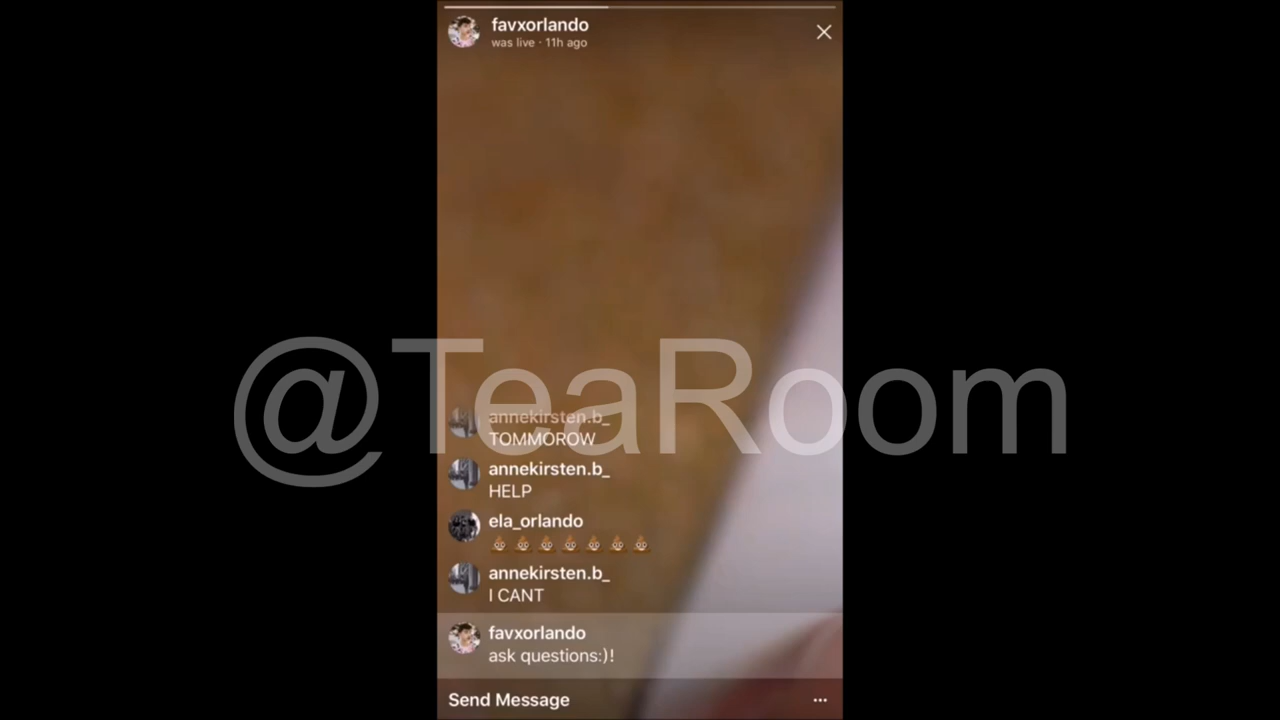 favxorlando
was live · 11h ago
@TeaRoom
annekirsten.b_
TOMMOROW
annekirsten.b_
HELP
ela_orlando
💩💩💩💩💩💩💩
annekirsten.b_
I CANT
favxorlando
ask questions:)!
Send Message